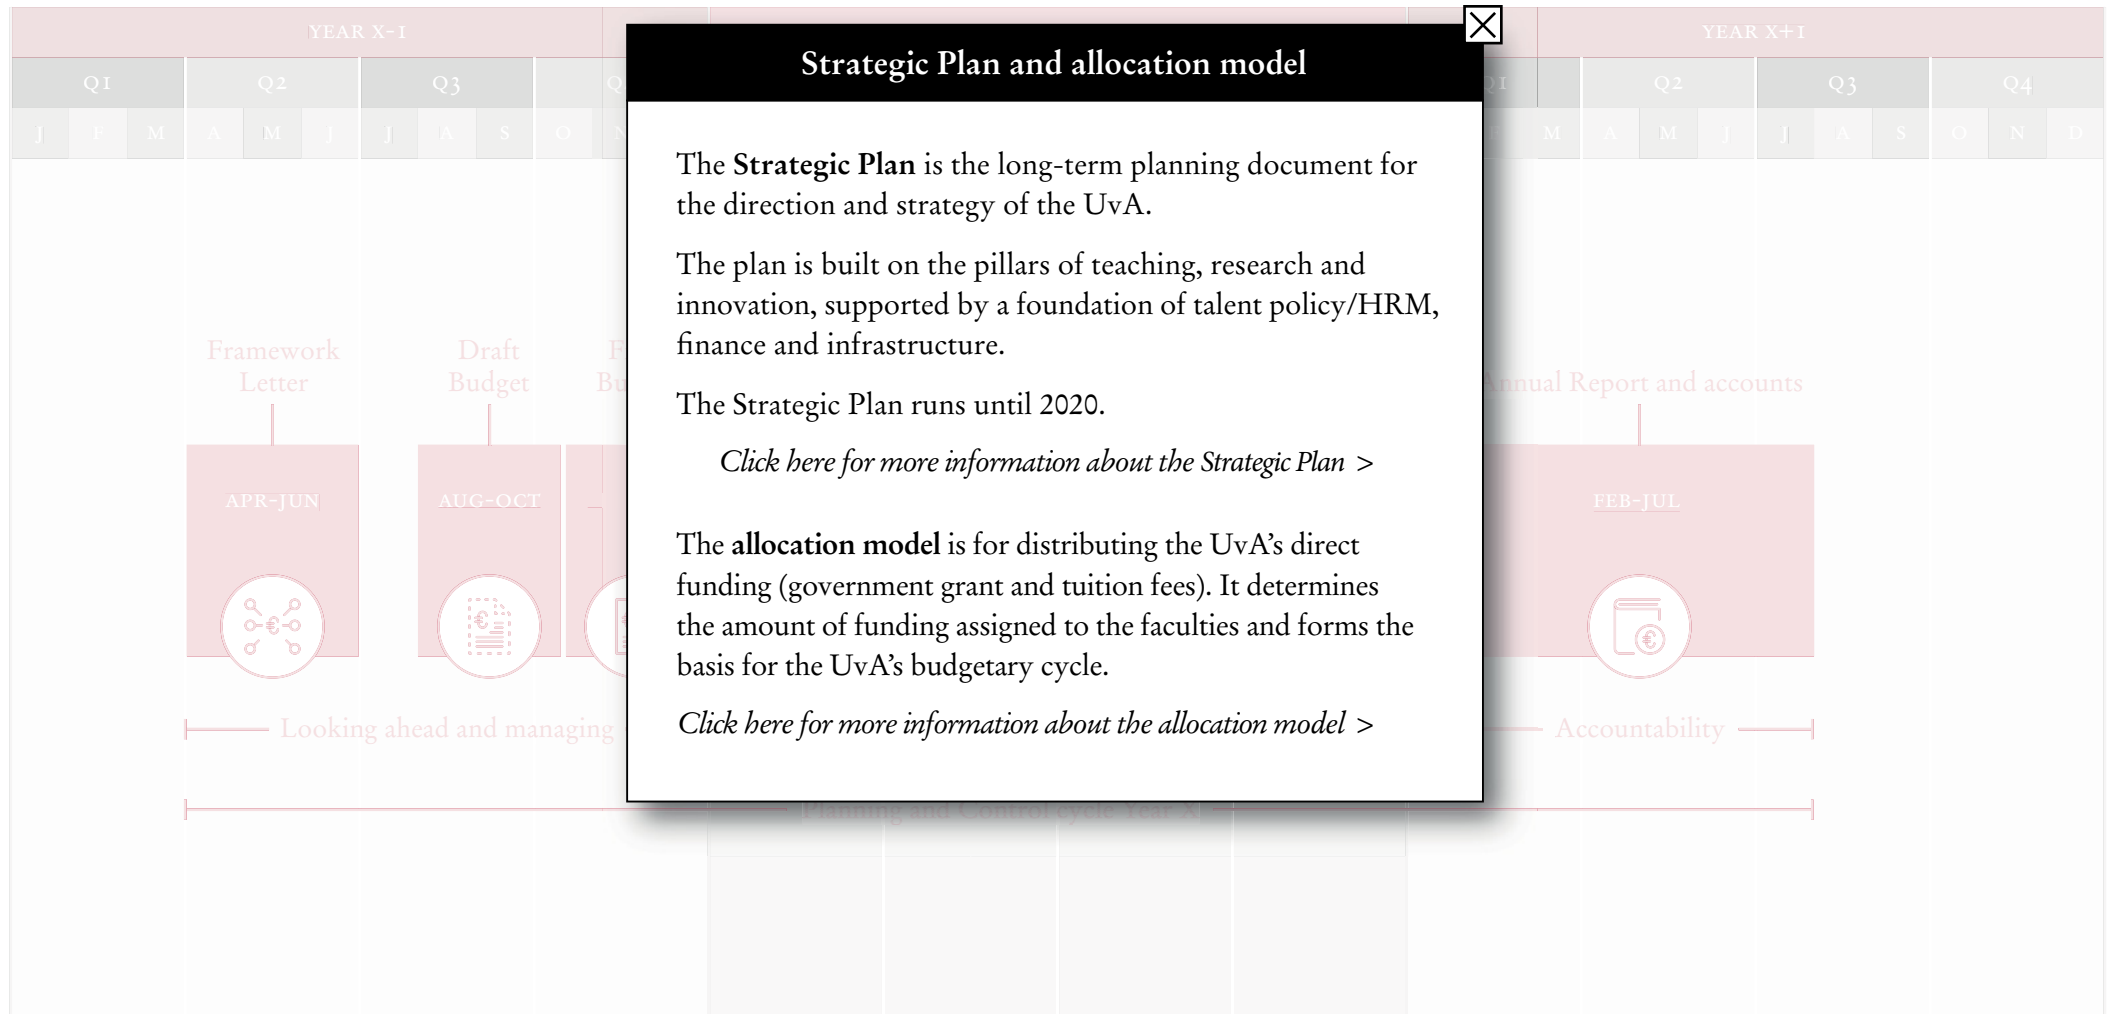 YEAR X-1
YEAR X+1
Q1 Q2 Q3
Q2 Q3 Q4
J F M A M J J A S O
M A M J J A S O N D
Strategic Plan and allocation model
The Strategic Plan is the long-term planning document for
the direction and strategy of the UvA.
The plan is built on the pillars of teaching, research and
innovation, supported by a foundation of talent policy/HRM,
finance and infrastructure.
The Strategic Plan runs until 2020.
Click here for more information about the Strategic Plan >
The allocation model is for distributing the UvA's direct
funding (government grant and tuition fees). It determines
the amount of funding assigned to the faculties and forms the
basis for the UvA's budgetary cycle.
Click here for more information about the allocation model >
Framework
Letter
Draft
Budget
Annual Report and accounts
APR-JUN
AUG-OCT
FEB-JUL
Looking ahead and managing
Accountability
Planning and Control cycle Year X